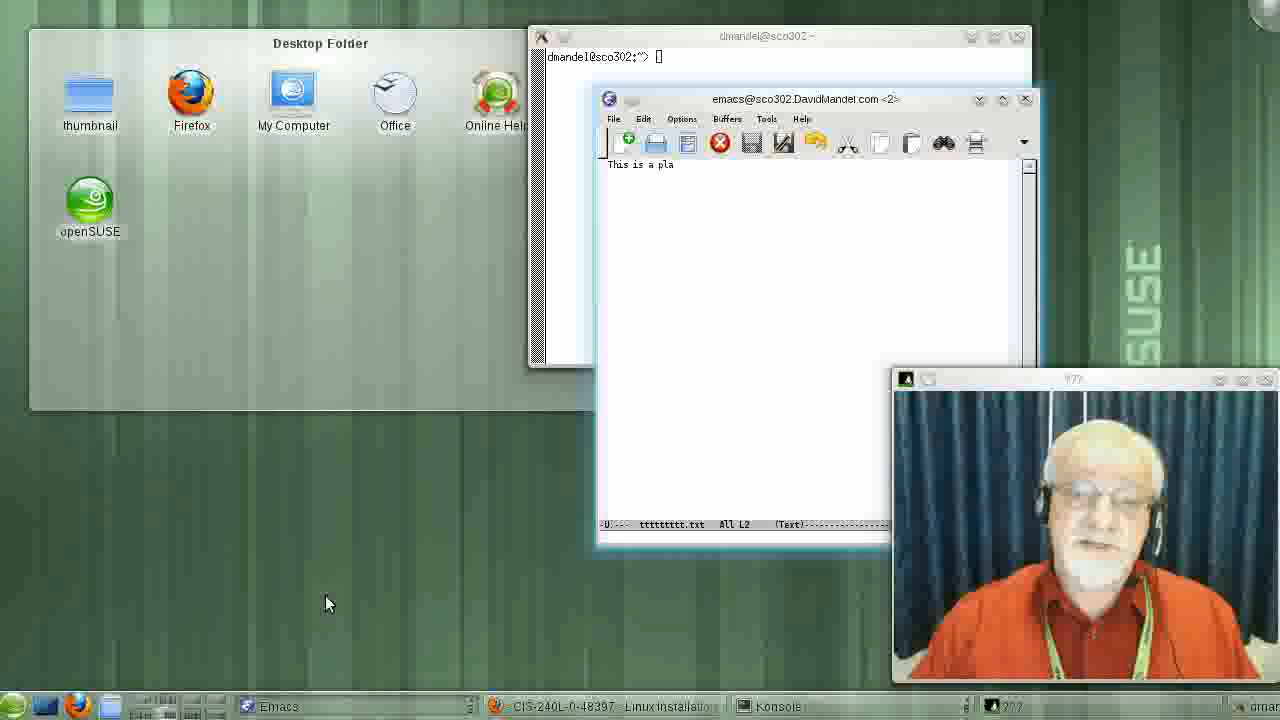 Desktop Folder
thumbnail
Firefox
My Computer
Office
Online Help
openSUSE
dmandel@sco302:~
dmandel@sco302:~>
emacs@sco302.DavidMandel.com <2>
File Edit Options Buffers Tools Help
This is a pla
-U:--- ttttttttt.txt All L2 (Text)
SUSE
???
Emacs
CIS-240L-0-48397 Linux Installatio
Konsole
???
dman